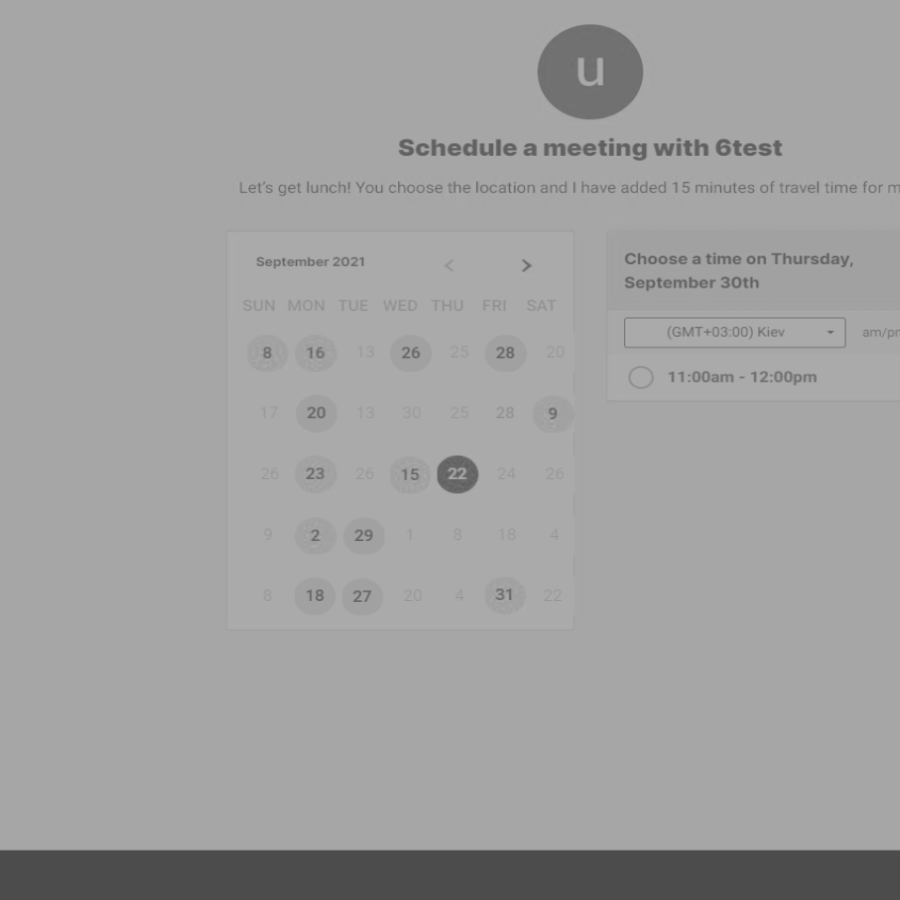 u
Schedule a meeting with 6test
Let's get lunch! You choose the location and I have added 15 minutes of travel time for
September 2021
SUN MON TUE WED THU FRI SAT
8 16 13 26 25 28 20
17 20 13 30 25 28 9
26 23 26 15 22 24 26
9 2 29 1 8 18 4
8 18 27 20 4 31 22
Choose a time on Thursday,
September 30th
(GMT+03:00) Kiev
11:00am - 12:00pm